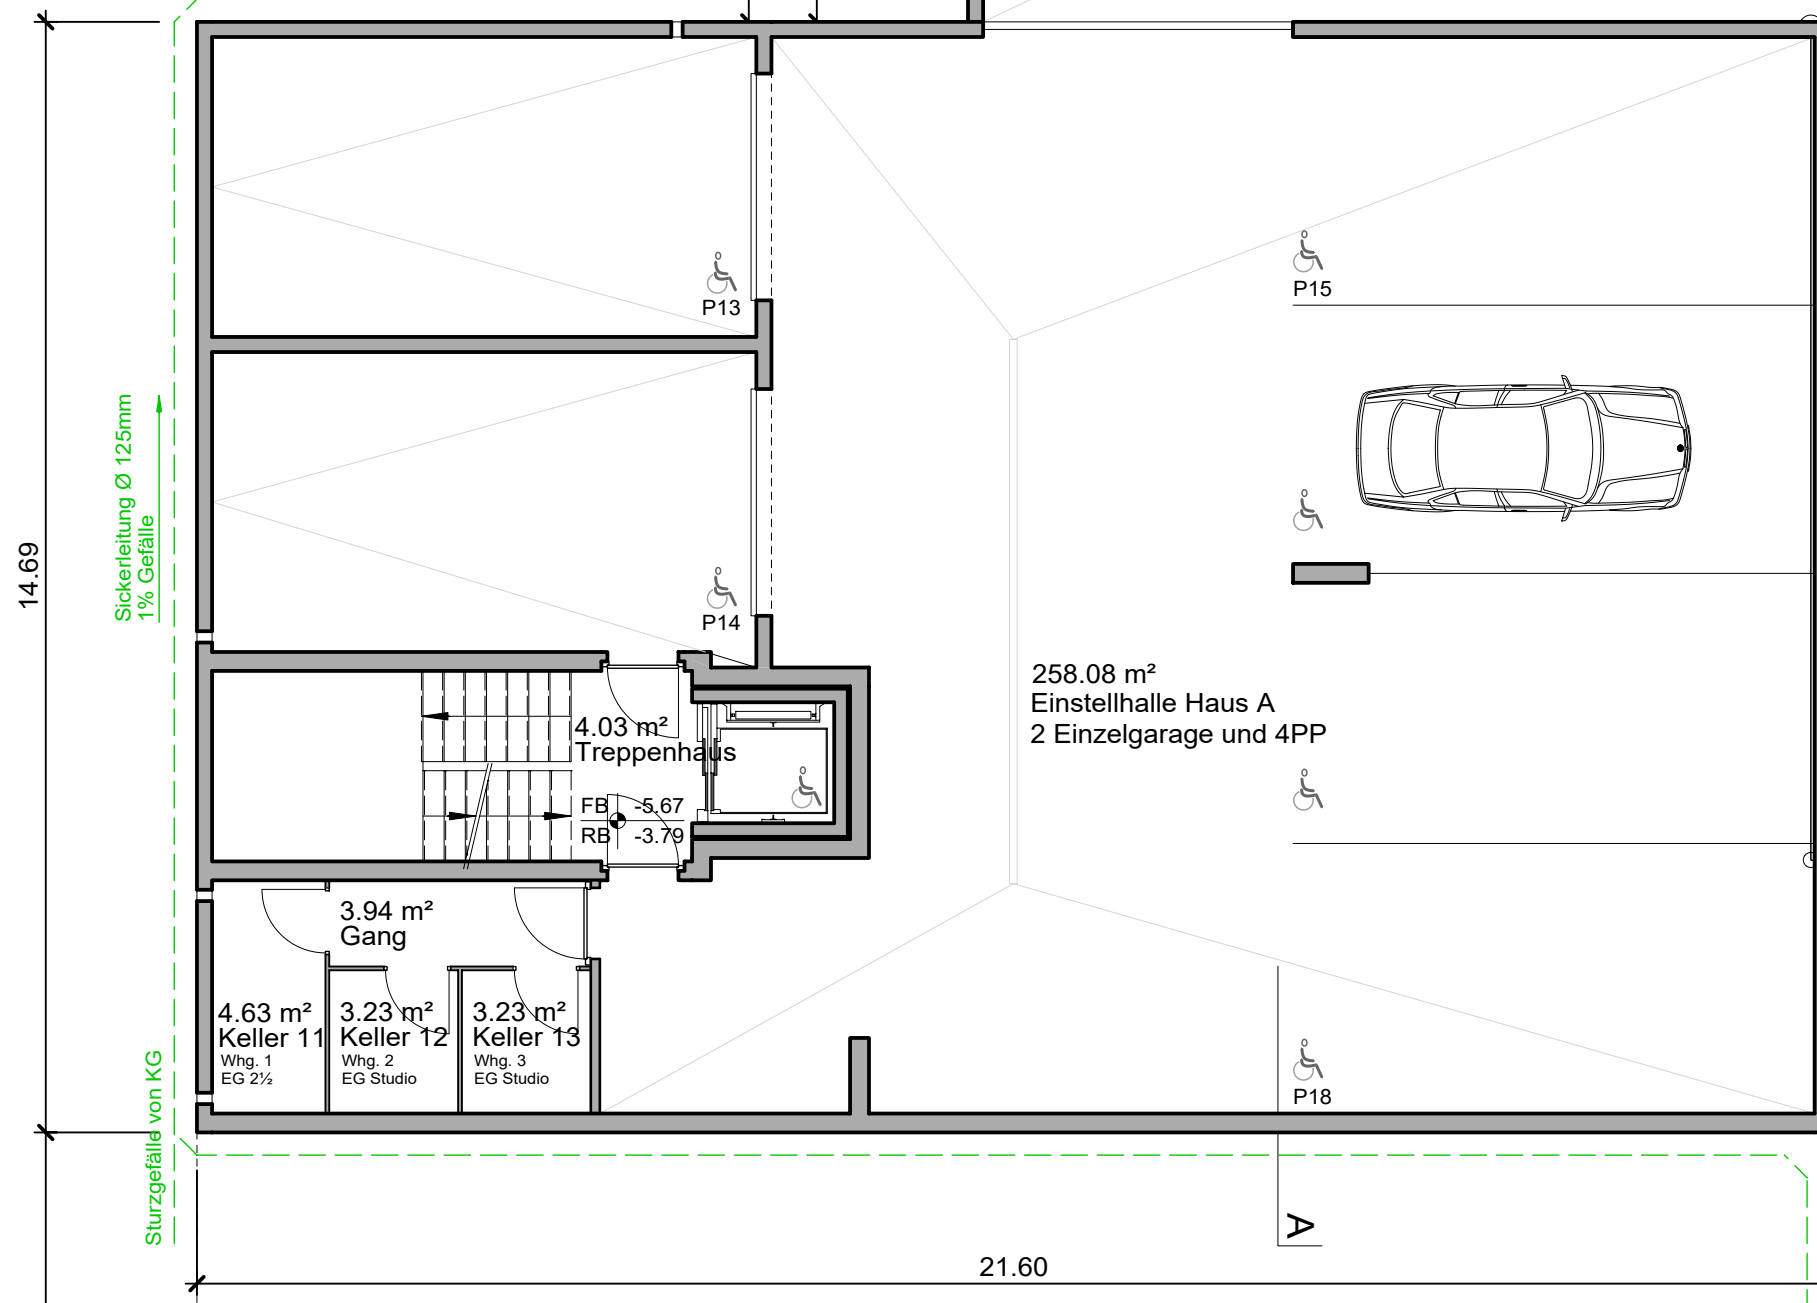 P13
P15
14.69
Sickerleitung Ø 125mm
1% Gefälle
P14
258.08 m²
Einstellhalle Haus A
2 Einzelgarage und 4PP
4.03 m²
Treppenhaus
FB -5.67
RB -3.79
3.94 m²
Gang
4.63 m²
Keller 11
Whg. 1
EG 2½
3.23 m²
Keller 12
Whg. 2
EG Studio
3.23 m²
Keller 13
Whg. 3
EG Studio
P18
Sturzgefälle von KG
A
21.60